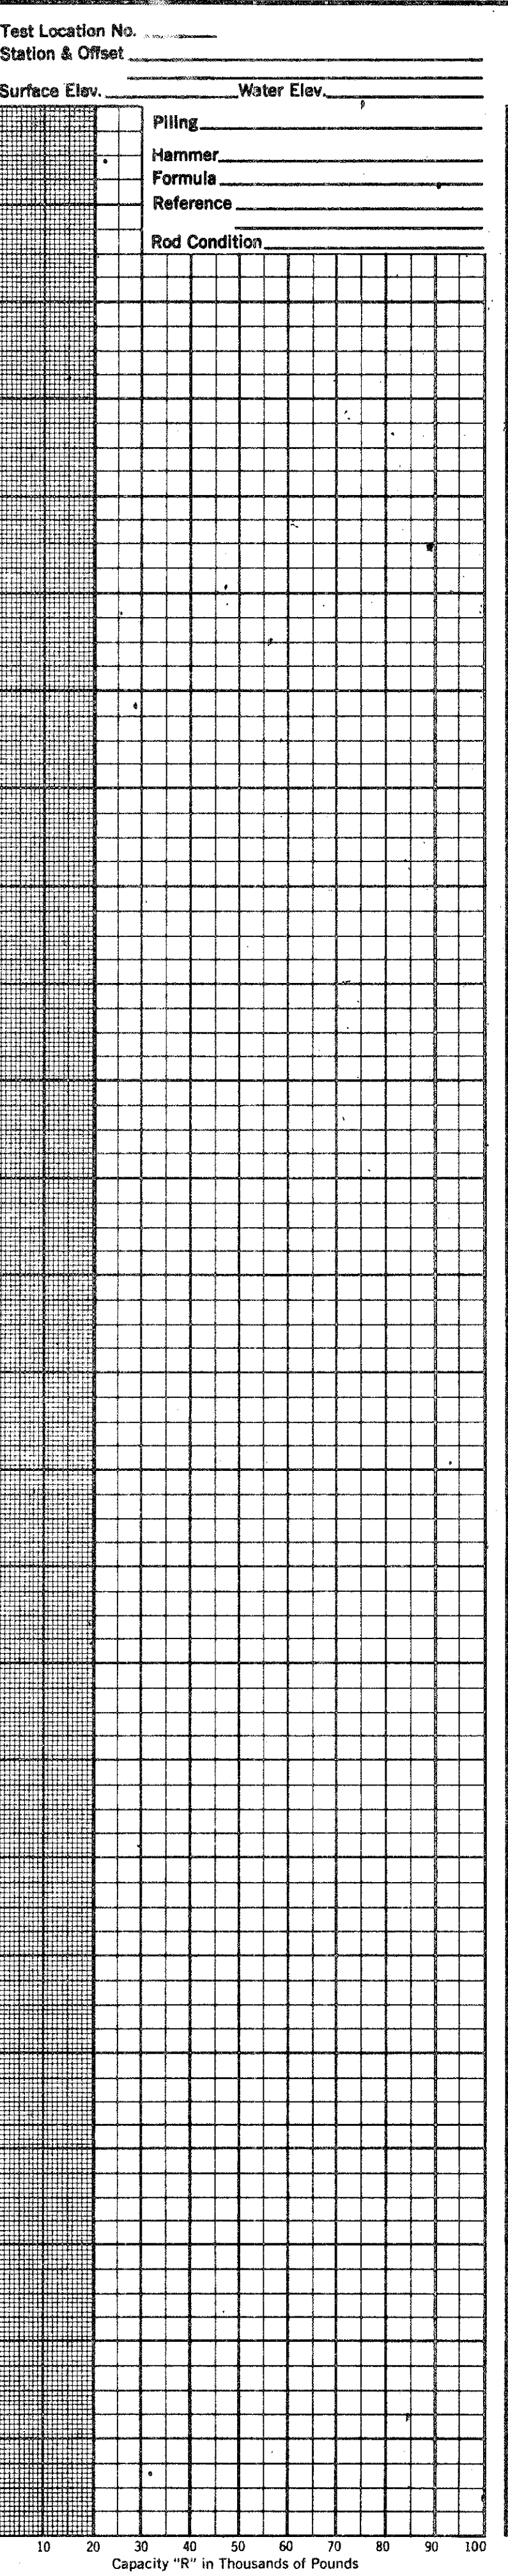 Test Location No.
Station & Offset
Surface Elev. Water Elev.
Piling
Hammer
Formula
Reference
Rod Condition
10 20 30 40 50 60 70 80 90 100
Capacity "R" in Thousands of Pounds